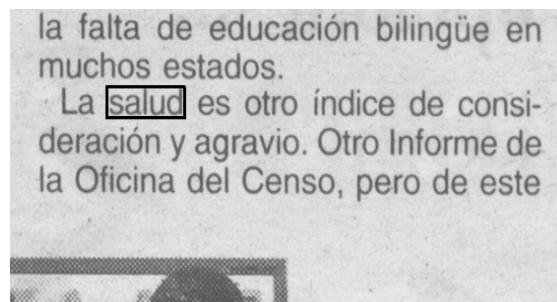 la falta de educación bilingüe en
muchos estados.
La salud es otro índice de consi-
deración y agravio. Otro Informe de
la Oficina del Censo, pero de este